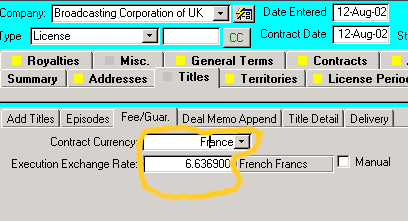 Company: Broadcasting Corporation of UK Date Entered 12-Aug-02
Type License CC Contract Date 12-Aug-02
Royalties Misc. General Terms Contracts
Summary Addresses Titles Territories License Perio
Add Titles Episodes Fee/Guar. Deal Memo Append Title Detail Delivery
Contract Currency: France
Execution Exchange Rate: 6.636900 French Francs Manual